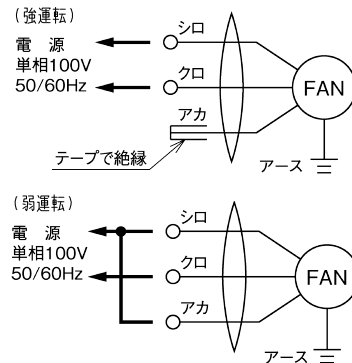 (強運転)
電 源
単相100V
50/60Hz
シロ
クロ
アカ
テープで絶縁
FAN
アース
(弱運転)
電 源
単相100V
50/60Hz
シロ
クロ
アカ
FAN
アース